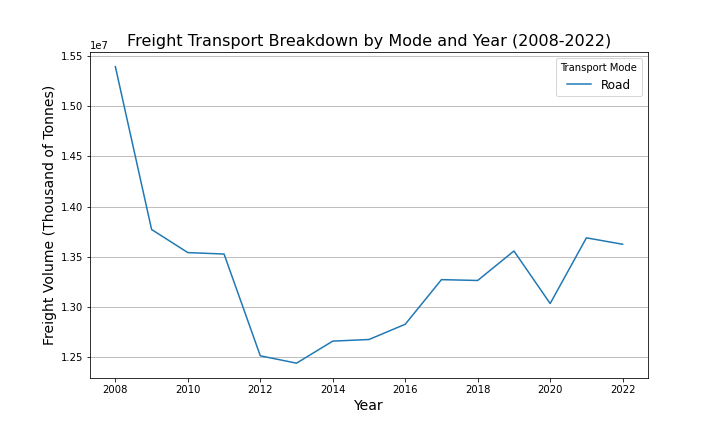 Freight Transport Breakdown by Mode and Year (2008-2022)
1e7
Transport Mode
Road
1.55
1.50
1.45
1.40
1.35
1.30
1.25
Freight Volume (Thousand of Tonnes)
2008 2010 2012 2014 2016 2018 2020 2022
Year